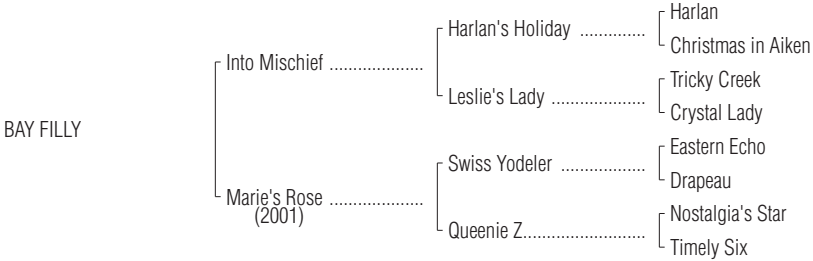 Harlan
Harlan's Holiday ..............
Christmas in Aiken
Into Mischief ....................
Tricky Creek
Leslie's Lady ....................
Crystal Lady
BAY FILLY
Eastern Echo
Swiss Yodeler ..................
Drapeau
Marie's Rose ....................
(2001)
Nostalgia's Star
Queenie Z..........................
Timely Six